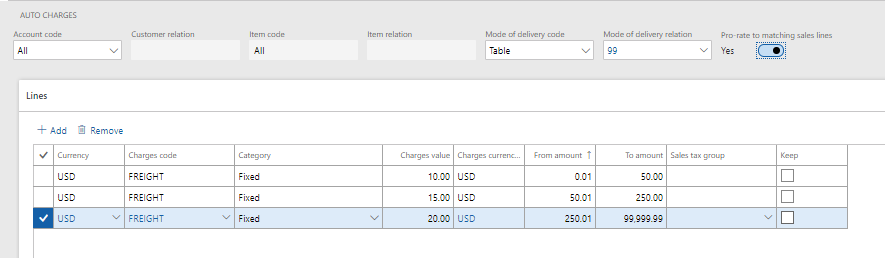 AUTO CHARGES
Account code Customer relation Item code Item relation Mode of delivery code Mode of delivery relation Pro-rate to matching sales lines
All All Table 99 Yes
Lines
Add Remove
Currency Charges code Category Charges value Charges currenc... From amount ↑ To amount Sales tax group Keep
USD FREIGHT Fixed 10.00 USD 0.01 50.00
USD FREIGHT Fixed 15.00 USD 50.01 250.00
USD FREIGHT Fixed 20.00 USD 250.01 99,999.99